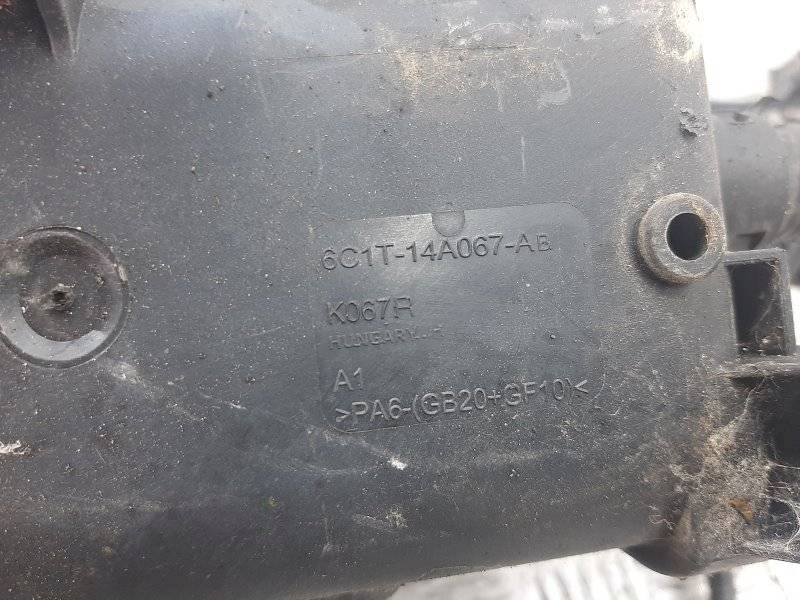 6C1T-14A067-AB
K067R
HUNGARY-H
A1
>PA6-(GB20+GF10)<